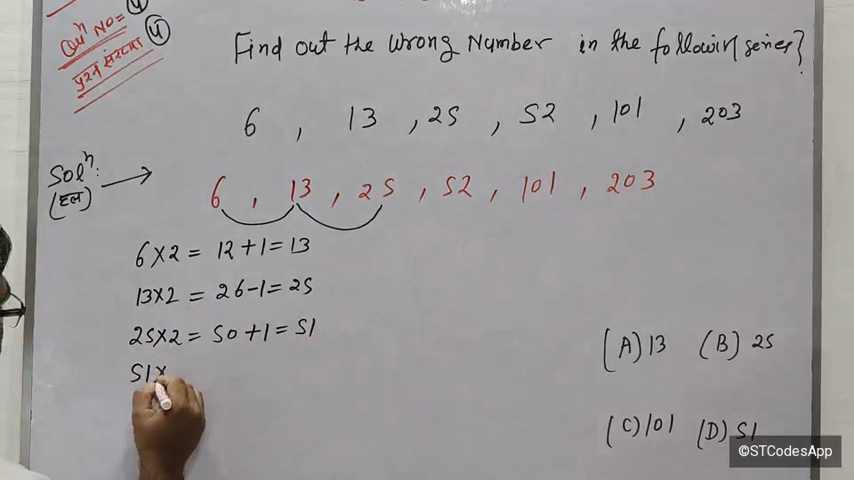 Quⁿ No= 4
प्रश्न संख्या 4
Find out the Wrong Number in the following series?
6 , 13 , 25 , 52 , 101 , 203
Solⁿ:
(हल)
6 , 13 , 25 , 52 , 101 , 203
6×2 = 12+1=13
13×2 = 26-1=25
25×2 = 50+1=51
51×
(A) 13 (B) 25
(C) 101 (D) 51
©STCodesApp